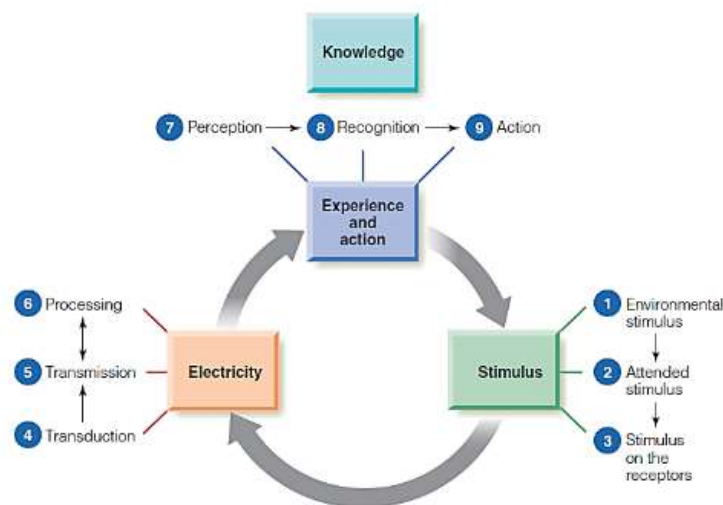 Knowledge
7 Perception
8 Recognition
9 Action
Experience
and
action
6 Processing
5 Transmission
4 Transduction
Electricity
Stimulus
1 Environmental
stimulus
2 Attended
stimulus
3 Stimulus
on the
receptors